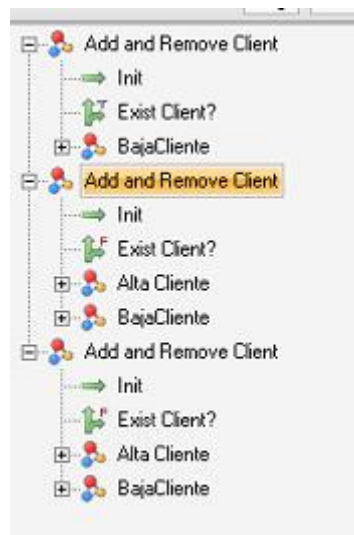 Add and Remove Client
Init
Exist Client?
BajaCliente
Add and Remove Client
Init
Exist Client?
Alta Cliente
BajaCliente
Add and Remove Client
Init
Exist Client?
Alta Cliente
BajaCliente